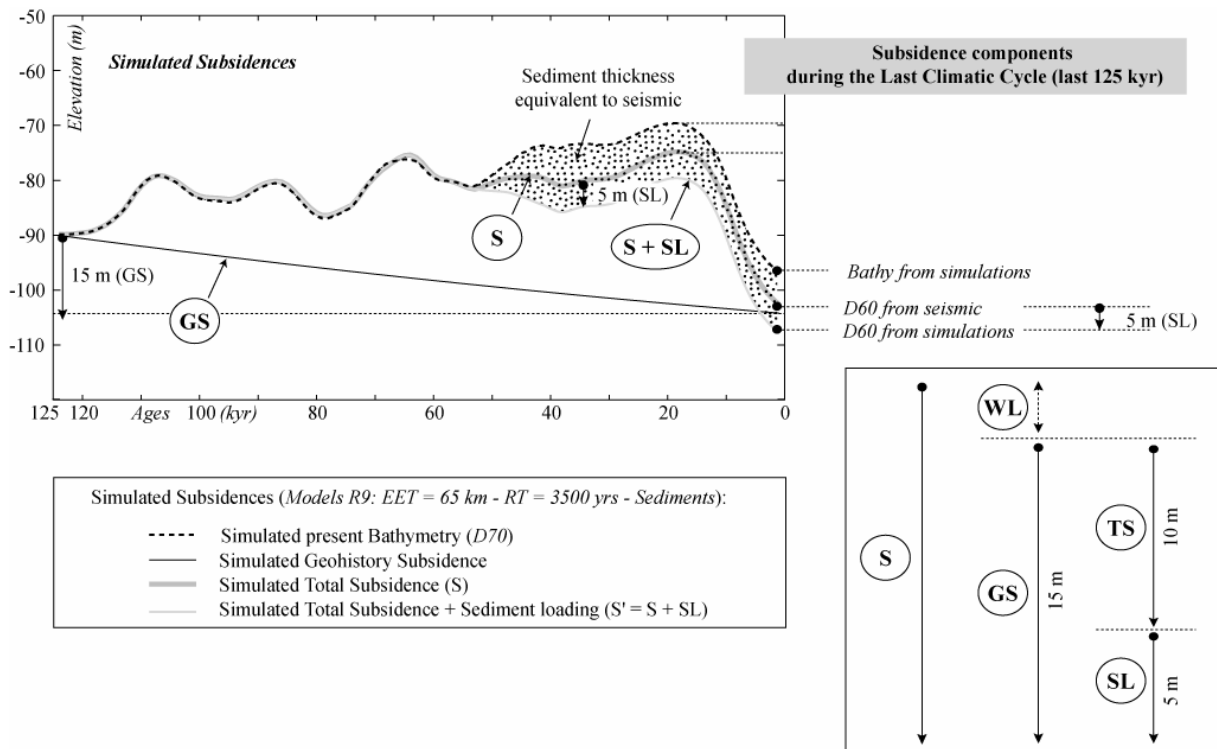 -50
-60
-70
-80
-90
-100
-110
Elevation (m)
Simulated Subsidences
Sediment thickness
equivalent to seismic
Subsidence components
during the Last Climatic Cycle (last 125 kyr)
5 m (SL)
S
S + SL
15 m (GS)
GS
Bathy from simulations
D60 from seismic
D60 from simulations
5 m (SL)
125 120 Ages 100 (kyr) 80 60 40 20 0
Simulated Subsidences (Models R9: EET = 65 km - RT = 3500 yrs - Sediments):
Simulated present Bathymetry (D70)
Simulated Geohistory Subsidence
Simulated Total Subsidence (S)
Simulated Total Subsidence + Sediment loading (S' = S + SL)
WL
S
GS
15 m
TS
10 m
SL
5 m